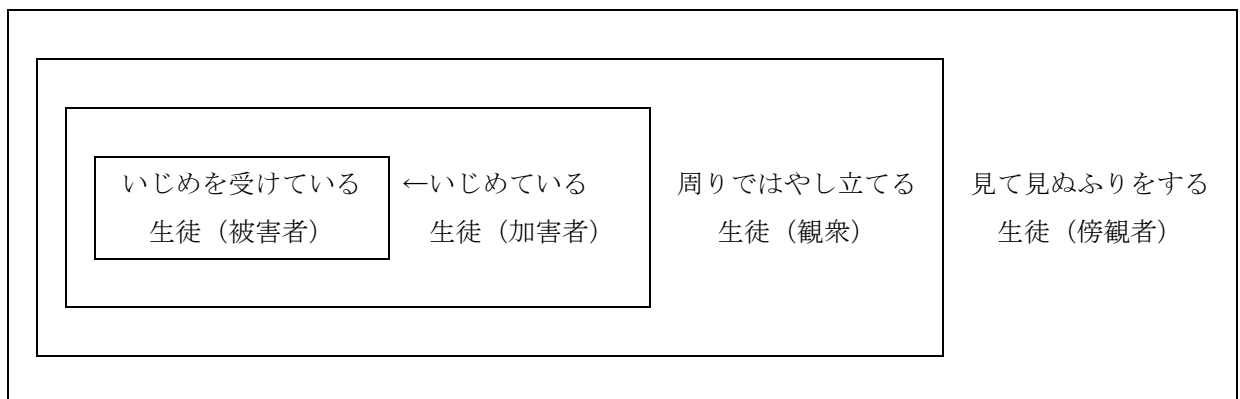 いじめを受けている
生徒（被害者）
←いじめている
生徒（加害者）
周りではやし立てる
生徒（観衆）
見て見ぬふりをする
生徒（傍観者）